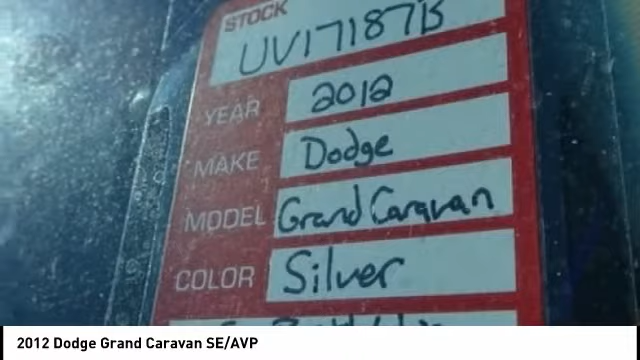 STOCK
UV17187B
YEAR 2012
MAKE Dodge
MODEL Grand Caravan
COLOR Silver
2012 Dodge Grand Caravan SE/AVP